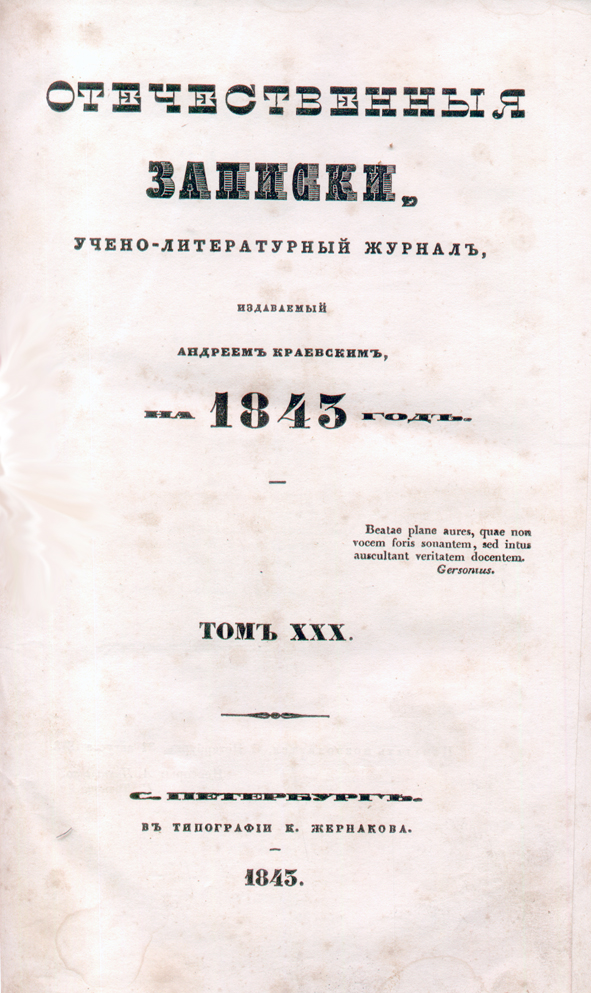 ОТЕЧЕСТВЕННЫЯ
ЗАПИСКИ,
УЧЕНО-ЛИТЕРАТУРНЫЙ ЖУРНАЛЪ,
ИЗДАВАЕМЫЙ
АНДРЕЕМЪ КРАЕВСКИМЪ,
НА 1843 ГОДЪ.
Beatae plane aures, quae non
vocem foris sonantem, sed intus
auscultant veritatem docentem.
Gersonus.
ТОМЪ XXX.
С. ПЕТЕРБУРГЪ.
ВЪ ТИПОГРАФІИ К. ЖЕРНАКОВА.
1843.